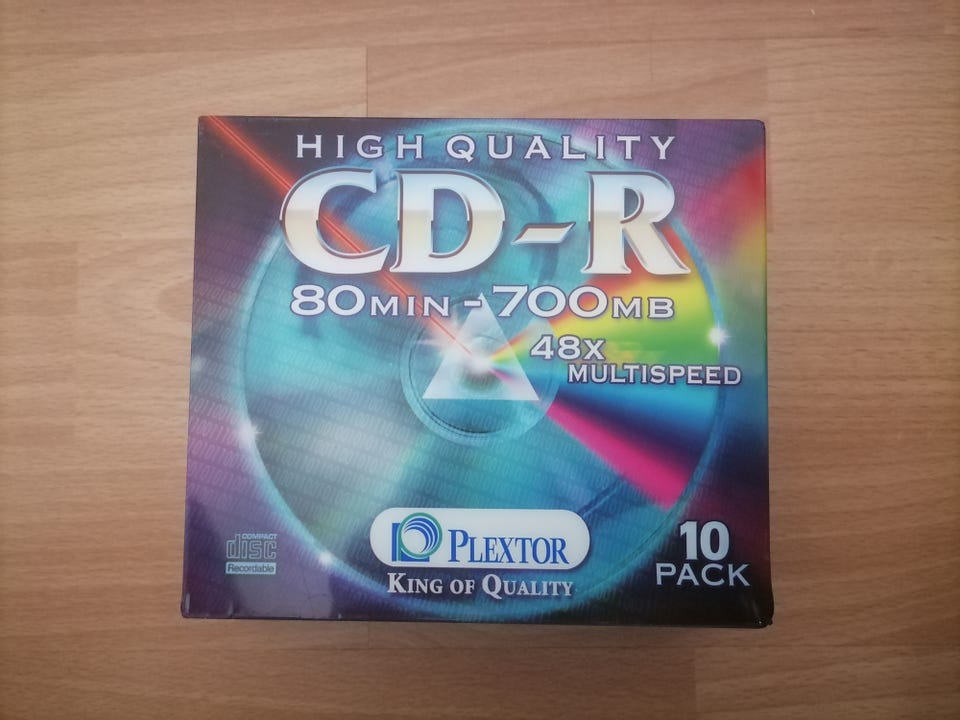 HIGH QUALITY
CD-R
80MIN - 700MB
48X
MULTISPEED
COMPACT
disc
Recordable
PLEXTOR
KING OF QUALITY
10
PACK